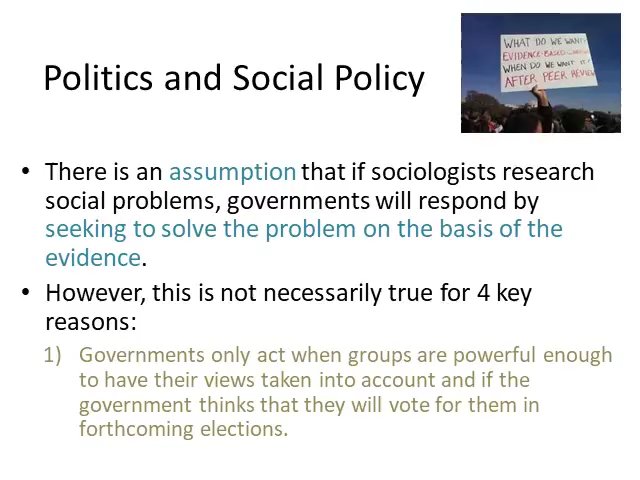 Politics and Social Policy
WHAT DO WE WANT
EVIDENCE-BASED
WHEN DO WE WANT IT?
AFTER PEER REVIEW
• There is an assumption that if sociologists research
social problems, governments will respond by
seeking to solve the problem on the basis of the
evidence.
• However, this is not necessarily true for 4 key
reasons:
1) Governments only act when groups are powerful enough
to have their views taken into account and if the
government thinks that they will vote for them in
forthcoming elections.